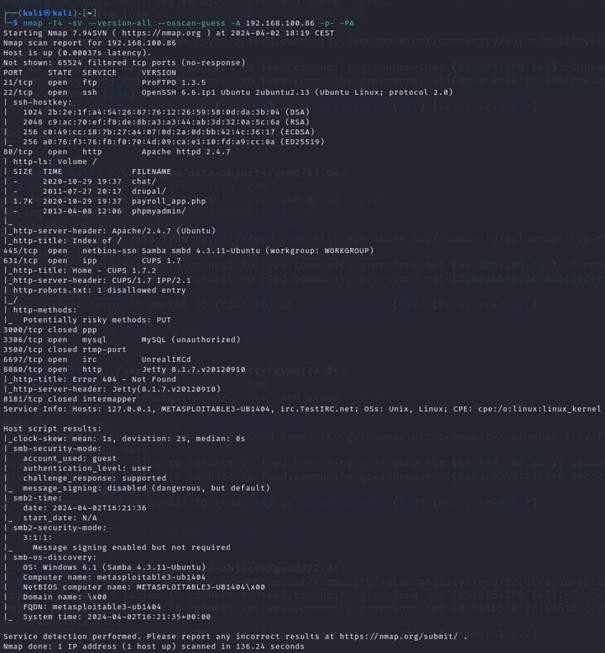 ┌──(kali㉿kali)-[~]
└─$ nmap -T4 -sV --version-all --osscan-guess -A 192.168.100.86 -p- -PA
Starting Nmap 7.94SVN ( https://nmap.org ) at 2024-04-02 18:19 CEST
Nmap scan report for 192.168.100.86
Host is up (0.00037s latency).
Not shown: 65524 filtered tcp ports (no-response)
PORT     STATE  SERVICE     VERSION
21/tcp   open   ftp         ProFTPD 1.3.5
22/tcp   open   ssh         OpenSSH 6.6.1p1 Ubuntu 2ubuntu2.13 (Ubuntu Linux; protocol 2.0)
| ssh-hostkey:
|   1024 2b:2e:1f:a4:54:26:87:76:12:26:59:58:0d:da:3b:04 (DSA)
|   2048 c9:ac:70:ef:f8:de:8b:a3:a3:44:ab:3d:32:0a:5c:6a (RSA)
|   256 c0:49:cc:18:7b:27:a4:07:0d:2a:0d:bb:42:4c:36:17 (ECDSA)
|_  256 a0:76:f3:76:f8:f0:70:4d:09:ca:e1:10:fd:a9:cc:0a (ED25519)
80/tcp   open   http        Apache httpd 2.4.7
| http-ls: Volume /
| SIZE  TIME              FILENAME
| -     2020-10-29 19:37  chat/
| -     2011-07-27 20:17  drupal/
| 1.7K  2020-10-29 19:37  payroll_app.php
| -     2013-04-08 12:06  phpmyadmin/
|_
|_http-server-header: Apache/2.4.7 (Ubuntu)
|_http-title: Index of /
445/tcp  open   netbios-ssn Samba smbd 4.3.11-Ubuntu (workgroup: WORKGROUP)
631/tcp  open   ipp         CUPS 1.7
|_http-title: Home - CUPS 1.7.2
|_http-server-header: CUPS/1.7 IPP/2.1
| http-robots.txt: 1 disallowed entry
|_/
| http-methods:
|_  Potentially risky methods: PUT
3000/tcp closed ppp
3306/tcp open   mysql       MySQL (unauthorized)
3500/tcp closed rtmp-port
6697/tcp open   irc         UnrealIRCd
8080/tcp open   http        Jetty 8.1.7.v20120910
|_http-title: Error 404 - Not Found
|_http-server-header: Jetty(8.1.7.v20120910)
8181/tcp closed intermapper
Service Info: Hosts: 127.0.0.1, METASPLOITABLE3-UB1404, irc.TestIRC.net; OSs: Unix, Linux; CPE: cpe:/o:linux:linux_kernel
Host script results:
|_clock-skew: mean: 1s, deviation: 2s, median: 0s
| smb-security-mode:
|   account_used: guest
|   authentication_level: user
|   challenge_response: supported
|_  message_signing: disabled (dangerous, but default)
| smb2-time:
|   date: 2024-04-02T16:21:36
|_  start_date: N/A
| smb2-security-mode:
|   3:1:1:
|_    Message signing enabled but not required
| smb-os-discovery:
|   OS: Windows 6.1 (Samba 4.3.11-Ubuntu)
|   Computer name: metasploitable3-ub1404
|   NetBIOS computer name: METASPLOITABLE3-UB1404\x00
|   Domain name: \x00
|   FQDN: metasploitable3-ub1404
|_  System time: 2024-04-02T16:21:35+00:00
Service detection performed. Please report any incorrect results at https://nmap.org/submit/ .
Nmap done: 1 IP address (1 host up) scanned in 136.24 seconds